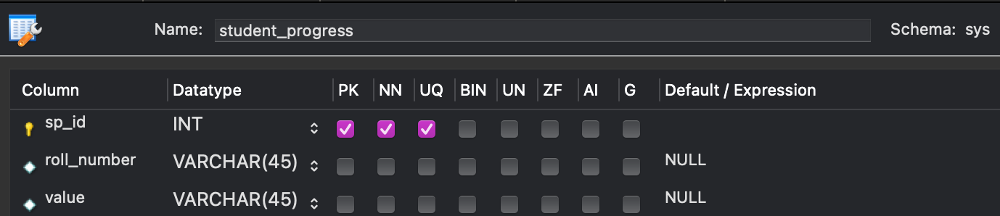 Name: student_progress Schema: sys
Column Datatype PK NN UQ BIN UN ZF AI G Default / Expression
sp_id INT
roll_number VARCHAR(45) NULL
value VARCHAR(45) NULL